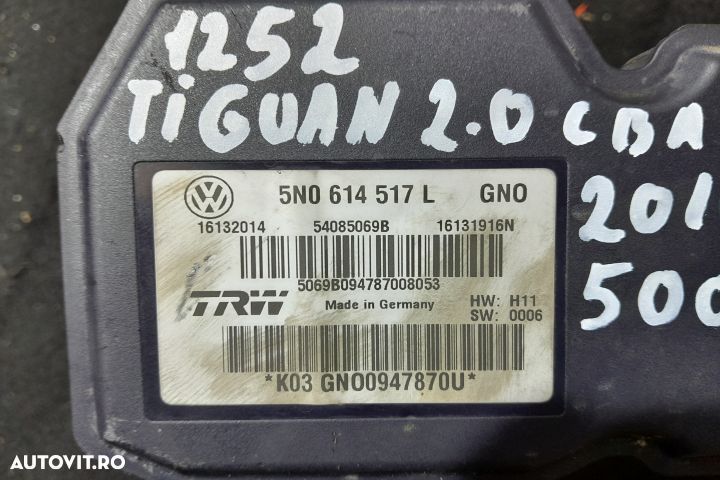 1252
TiGUAN 2.0 CBA
201
500
5N0 614 517 L GNO
16132014 54085069B 16131916N
5069B094787008053
TRW Made in Germany HW: H11
SW: 0006
*K03 GNO0947870U*
AUTOVIT.RO